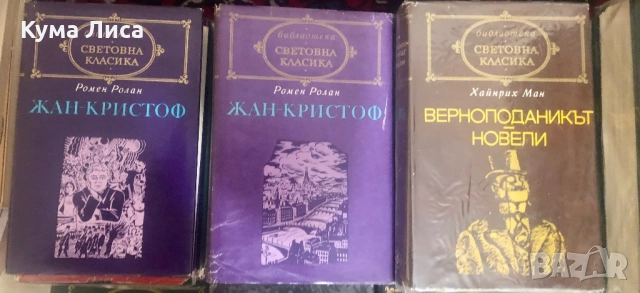 Кума Лиса
СВЕТОВНА
КЛАСИКА
Ромен Ролан
ЖАН-КРИСТОФ
библиотека
СВЕТОВНА
КЛАСИКА
Ромен Ролан
ЖАН-КРИСТОФ
библиотека
СВЕТОВНА
КЛАСИКА
Хайнрих Ман
ВЕРНОПОДАНИКЪТ
НОВЕЛИ
BAZAR